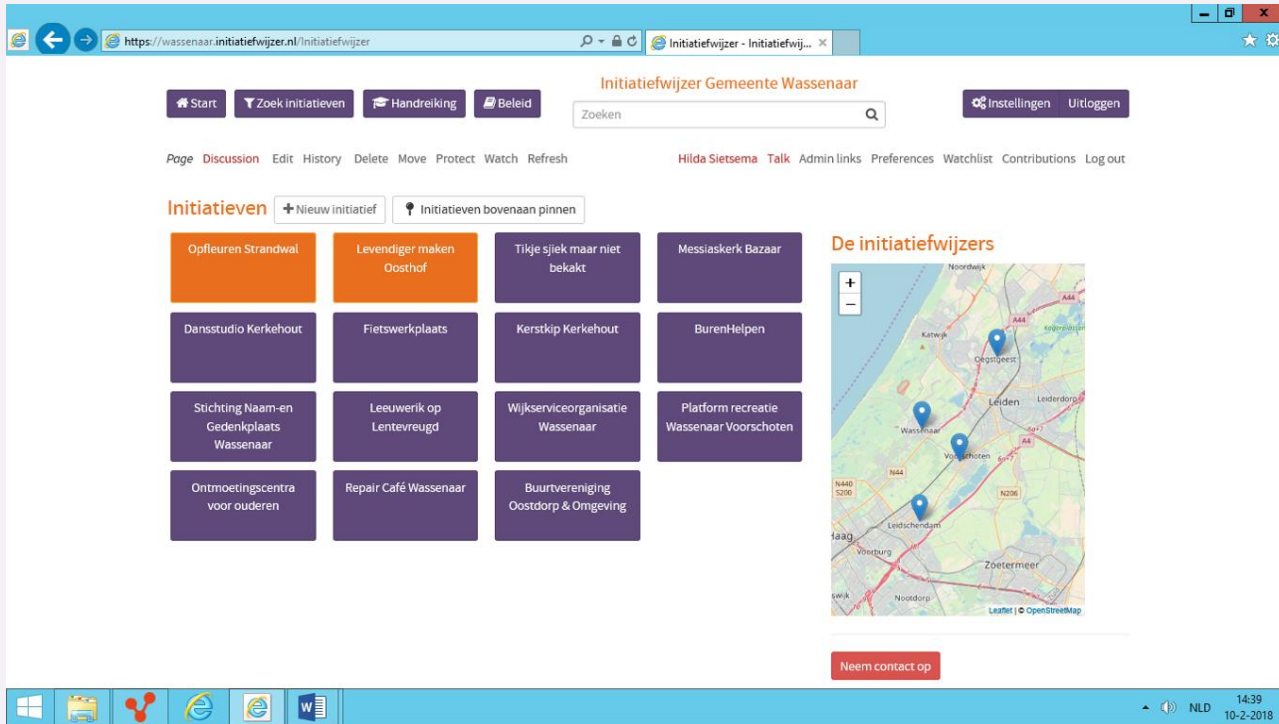 https://wassenaar.initiatiefwijzer.nl/Initiatiefwijzer
Initiatiefwijzer - Initiatiefwij...
Initiatiefwijzer Gemeente Wassenaar
Start
Zoek initiatieven
Handreiking
Beleid
Zoeken
Instellingen
Uitloggen
Page Discussion Edit History Delete Move Protect Watch Refresh
Hilda Sietsema Talk Admin links Preferences Watchlist Contributions Log out
Initiatieven
+ Nieuw initiatief
Initiatieven bovenaan pinnen
Opfleuren Strandwal
Levendiger maken
Oosthof
Tikje sjiek maar niet
bekakt
Messiaskerk Bazaar
Dansstudio Kerkehout
Fietswerkplaats
Kerstkip Kerkehout
BurenHelpen
Stichting Naam-en
Gedenkplaats
Wassenaar
Leeuwerik op
Lentevreugd
Wijkserviceorganisatie
Wassenaar
Platform recreatie
Wassenaar Voorschoten
Ontmoetingscentra
voor ouderen
Repair Café Wassenaar
Buurtvereniging
Oostdorp & Omgeving
De initiatiefwijzers
+
−
Noordwijk
A44
A44
Katwijk
Oegstgeest
Leiden
Leiderdorp
Wassenaar
A4
Voorschoten
N44
N440
S200
N206
Leidschendam
Haag
Voorburg
Zoetermeer
swijk
Nootdorp
Leaflet | © OpenStreetMap
Neem contact op
NLD
14:39
10-2-2018